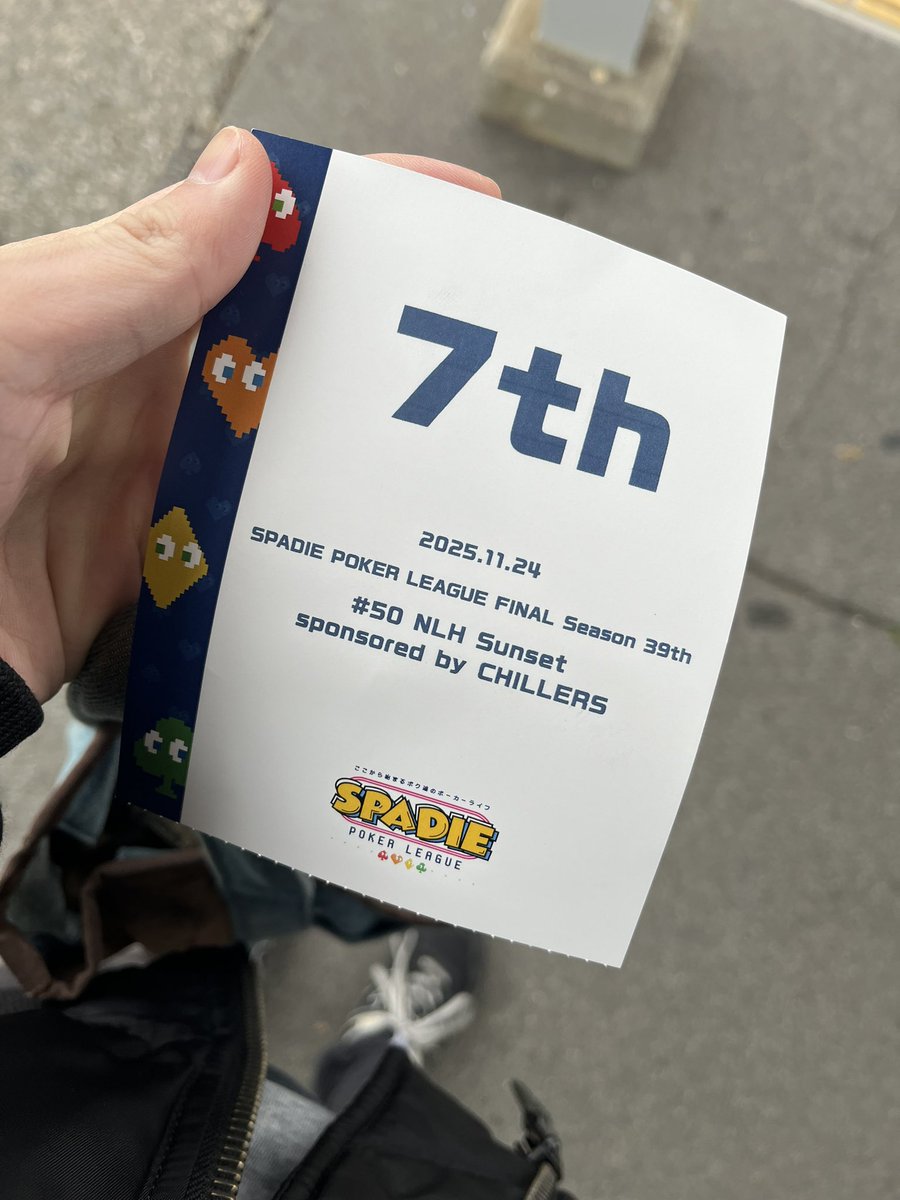 7th
2025.11.24
SPADIE POKER LEAGUE FINAL Season 39th
#50 NLH Sunset
sponsored by CHILLERS
ここから始まるボク達のポーカーライフ
SPADIE
POKER LEAGUE